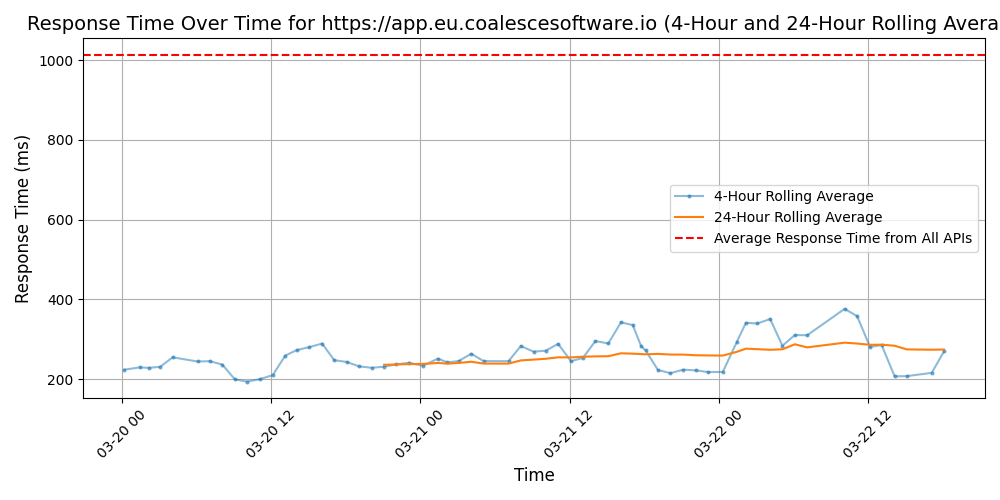 Response Time Over Time for https://app.eu.coalescesoftware.io (4-Hour and 24-Hour Rolling Avera
Response Time (ms)
1000
800
600
400
200
4-Hour Rolling Average
24-Hour Rolling Average
Average Response Time from All APIs
03-20 00
03-20 12
03-21 00
03-21 12
03-22 00
03-22 12
Time